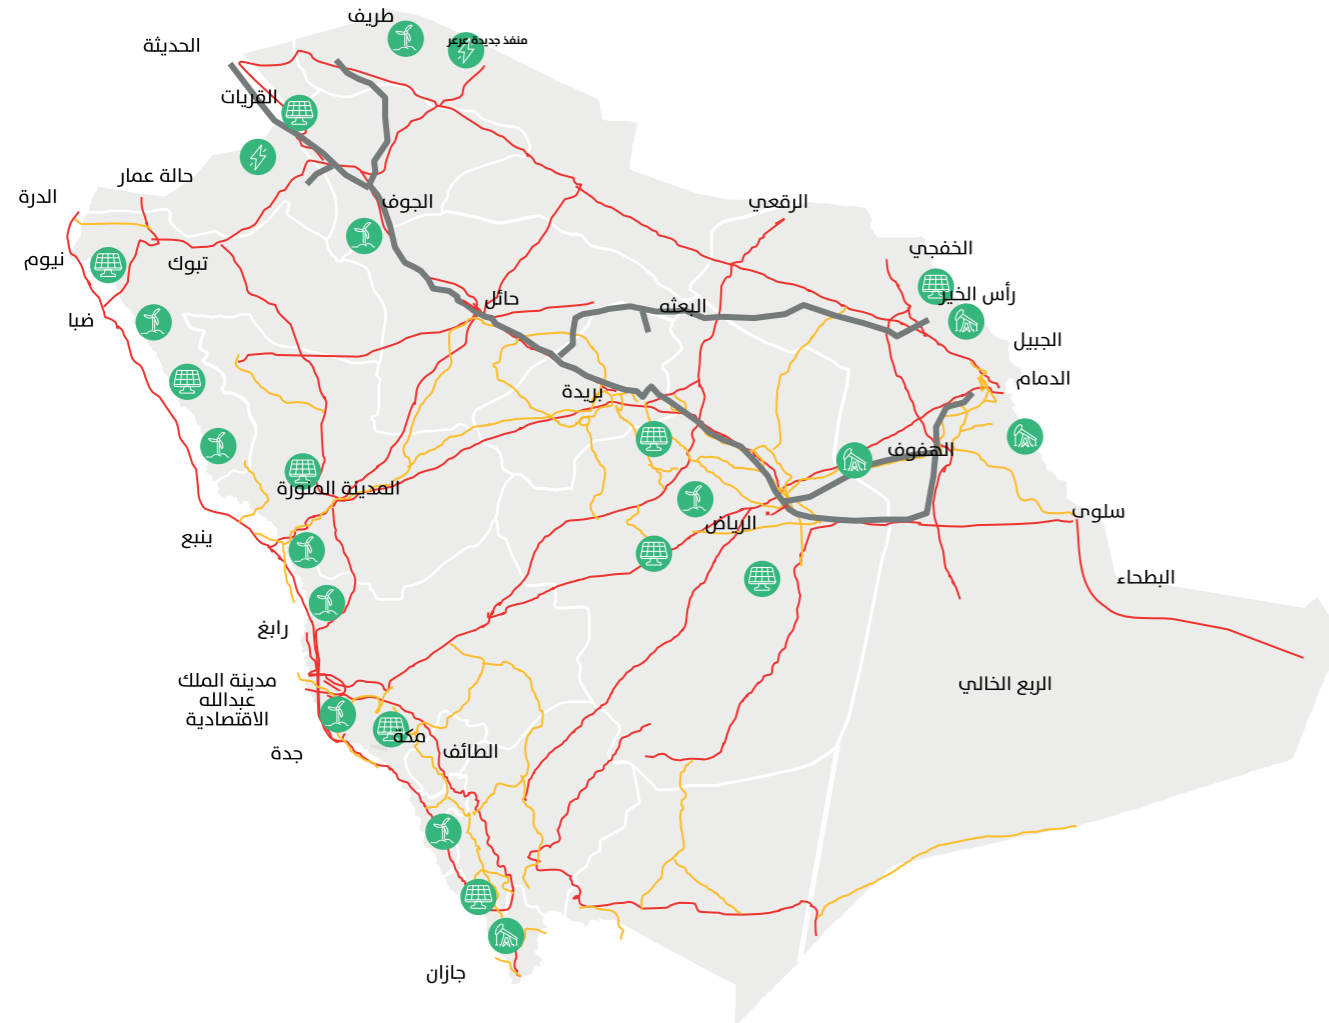 طريف
منفذ جديدة عرعر
الحديثة
القريات
حالة عمار
الدرة
الجوف
الرقعي
الخفجي
نيوم
تبوك
رأس الخير
حائل
البعثه
ضبا
الجبيل
الدمام
بريدة
الهفوف
المدينة المنورة
سلوى
الرياض
ينبع
البطحاء
رابغ
مدينة الملك
عبدالله
الاقتصادية
الربع الخالي
مكة
الطائف
جدة
جازان